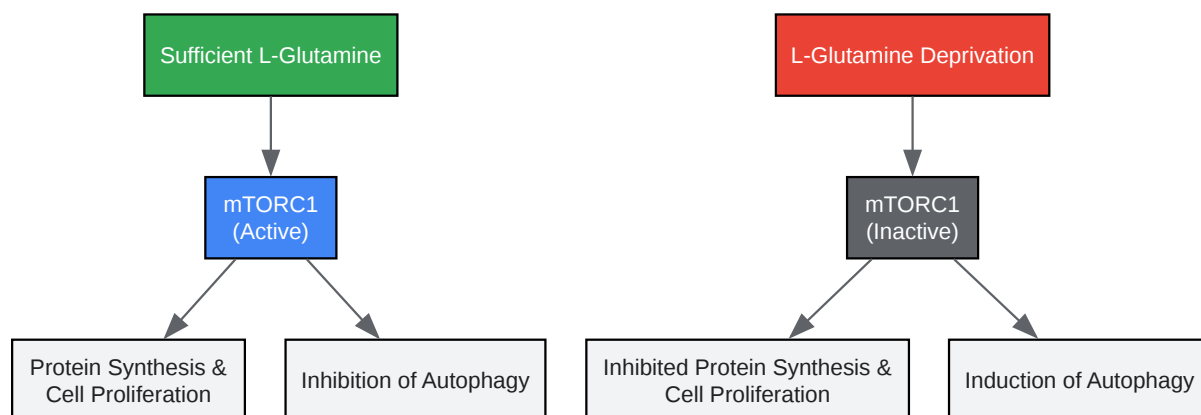 Sufficient L-Glutamine
L-Glutamine Deprivation
mTORC1
(Active)
mTORC1
(Inactive)
Protein Synthesis &
Cell Proliferation
Inhibition of Autophagy
Inhibited Protein Synthesis &
Cell Proliferation
Induction of Autophagy